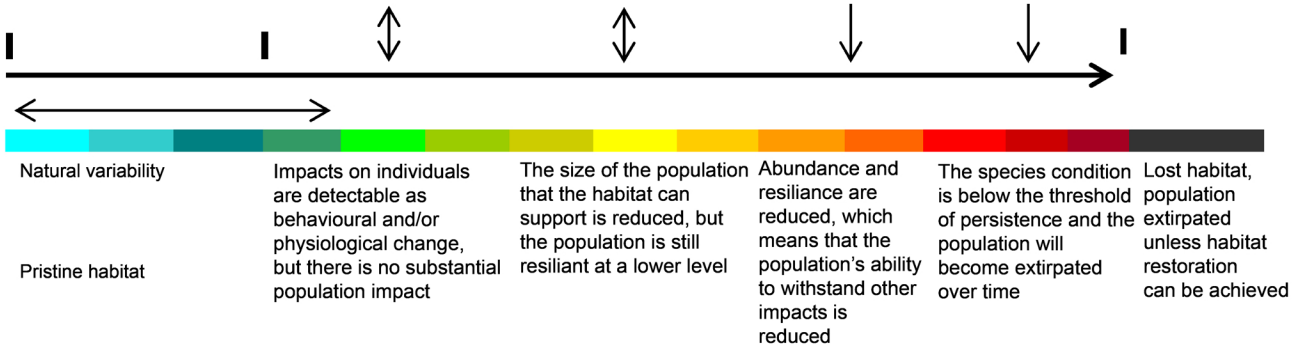 Natural variability
Pristine habitat
Impacts on individuals
are detectable as
behavioural and/or
physiological change,
but there is no substantial
population impact
The size of the population
that the habitat can
support is reduced, but
the population is still
resiliant at a lower level
Abundance and
resiliance are
reduced, which
means that the
population's ability
to withstand other
impacts is
reduced
The species condition
is below the threshold
of persistence and the
population will
become extirpated
over time
Lost habitat,
population
extirpated
unless habitat
restoration
can be achieved